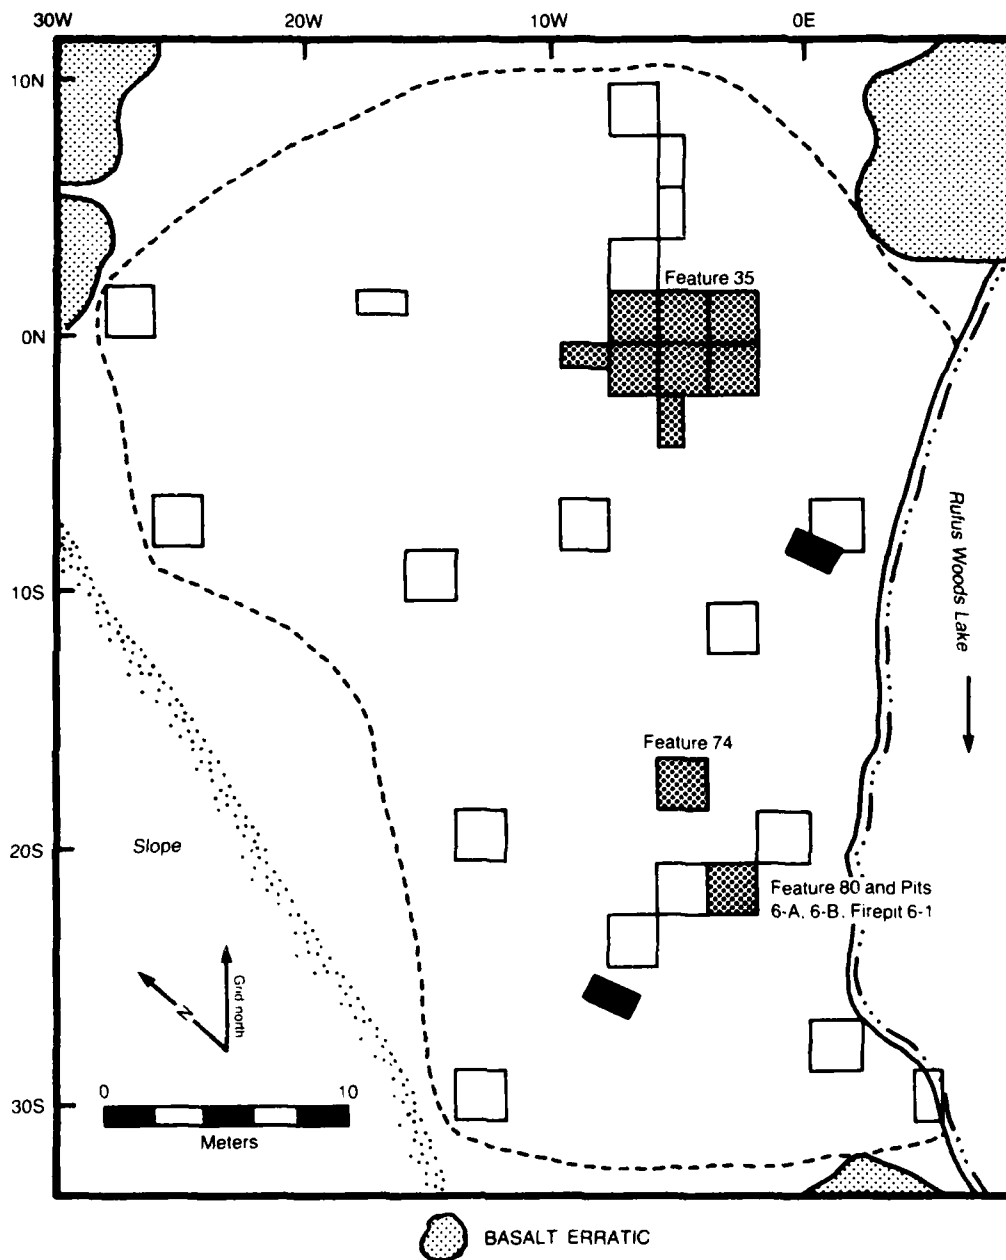 30W 20W 10W 0E
10N
Feature 35
0N
Rufus Woods Lake
10S
Feature 74
20S
Slope
Feature 80 and Pits
6-A, 6-B, Firepit 6-1
N
Grid north
0 10
30S
Meters
BASALT ERRATIC